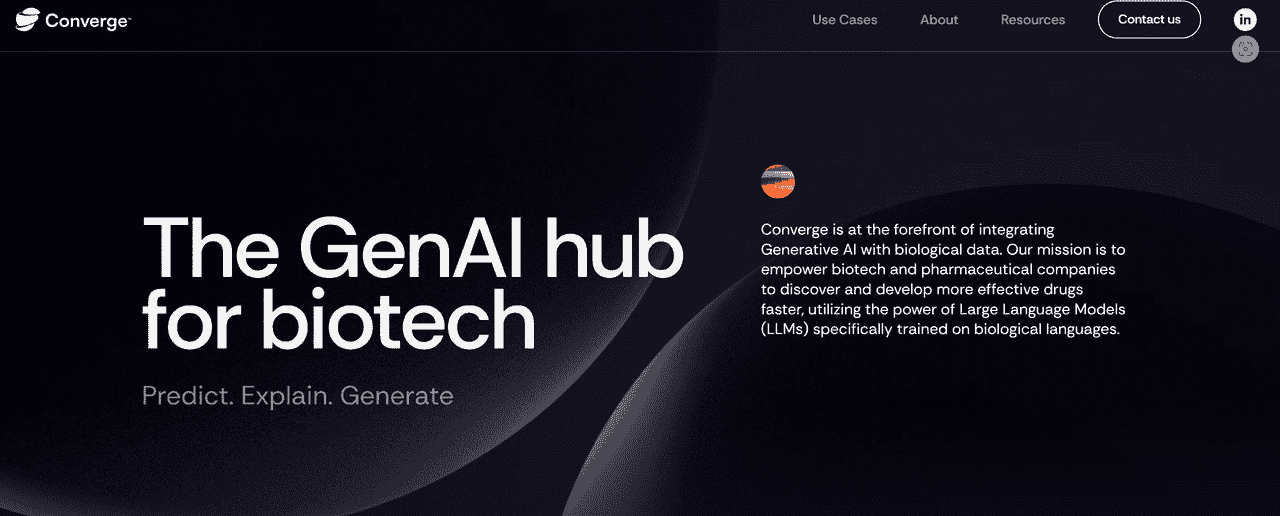 Converge™
Use Cases
About
Resources
Contact us
in
The GenAI hub
for biotech
Predict. Explain. Generate
Converge is at the forefront of integrating
Generative AI with biological data. Our mission is to
empower biotech and pharmaceutical companies
to discover and develop more effective drugs
faster, utilizing the power of Large Language Models
(LLMs) specifically trained on biological languages.